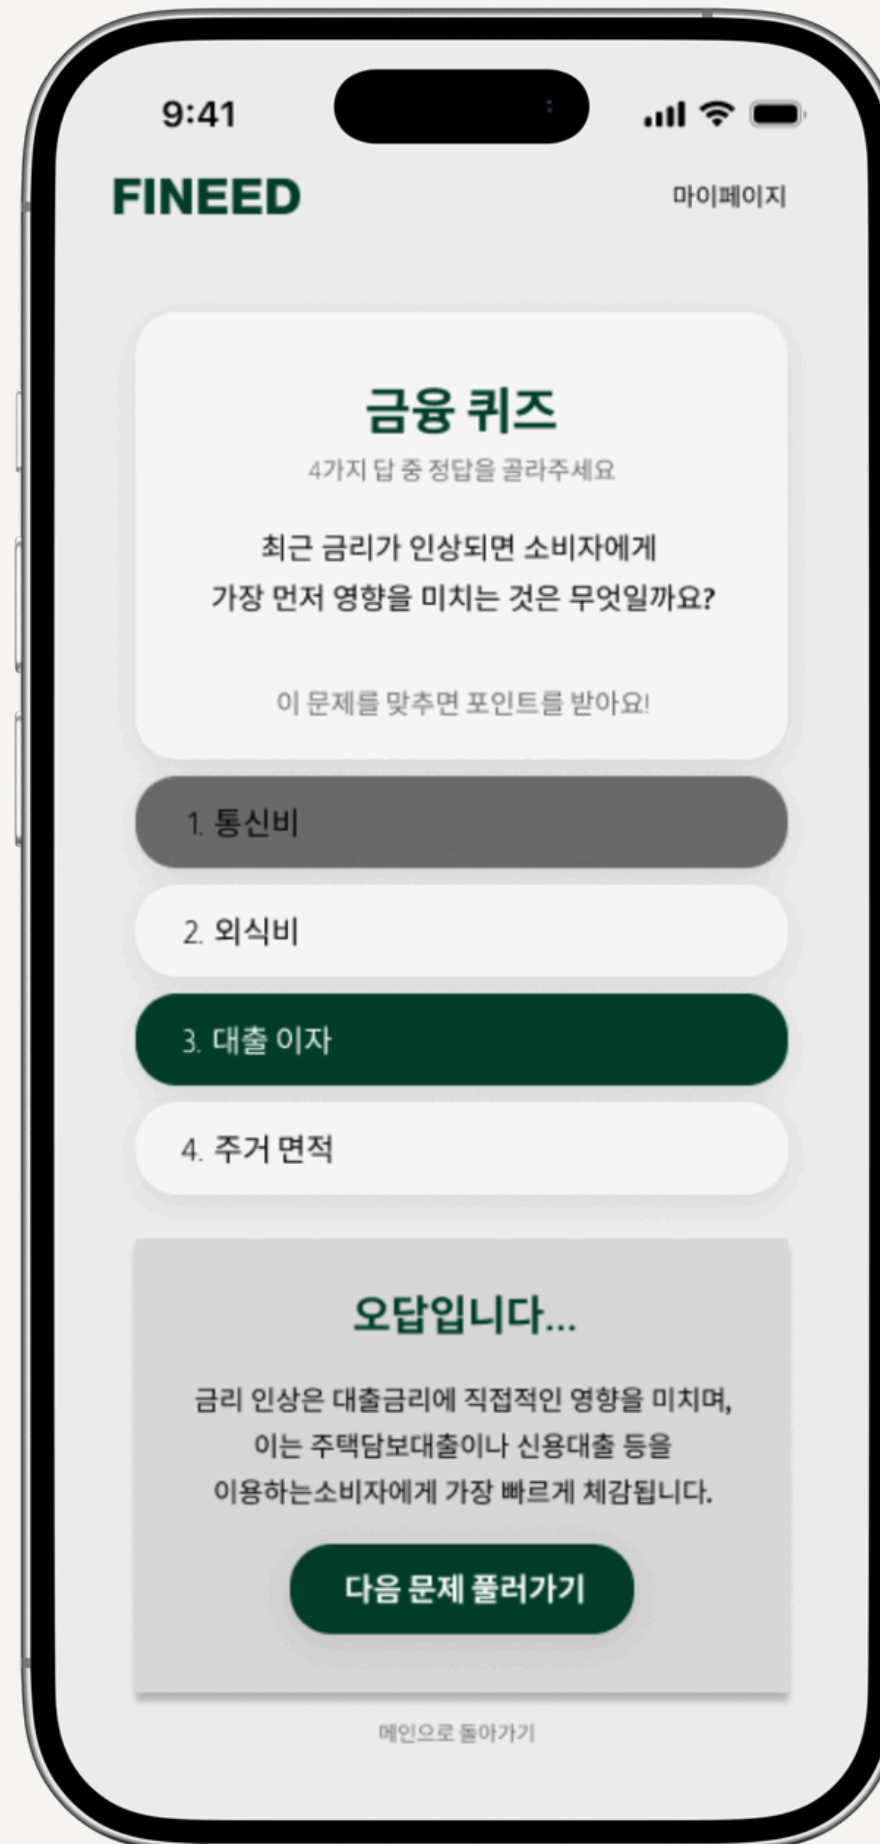 9:41
FINEED
마이페이지
금융 퀴즈
4가지 답 중 정답을 골라주세요
최근 금리가 인상되면 소비자에게
가장 먼저 영향을 미치는 것은 무엇일까요?
이 문제를 맞추면 포인트를 받아요!
1. 통신비
2. 외식비
3. 대출 이자
4. 주거 면적
오답입니다...
금리 인상은 대출금리에 직접적인 영향을 미치며,
이는 주택담보대출이나 신용대출 등을
이용하는소비자에게 가장 빠르게 체감됩니다.
다음 문제 풀러가기
메인으로 돌아가기